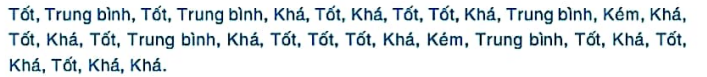 Tốt, Trung bình, Tốt, Trung bình, Khá, Tốt, Khá, Tốt, Tốt, Khá, Trung bình, Kém, Khá,
Tốt, Khá, Tốt, Trung bình, Khá, Tốt, Tốt, Tốt, Khá, Kém, Trung bình, Tốt, Khá, Tốt,
Khá, Tốt, Khá, Khá.